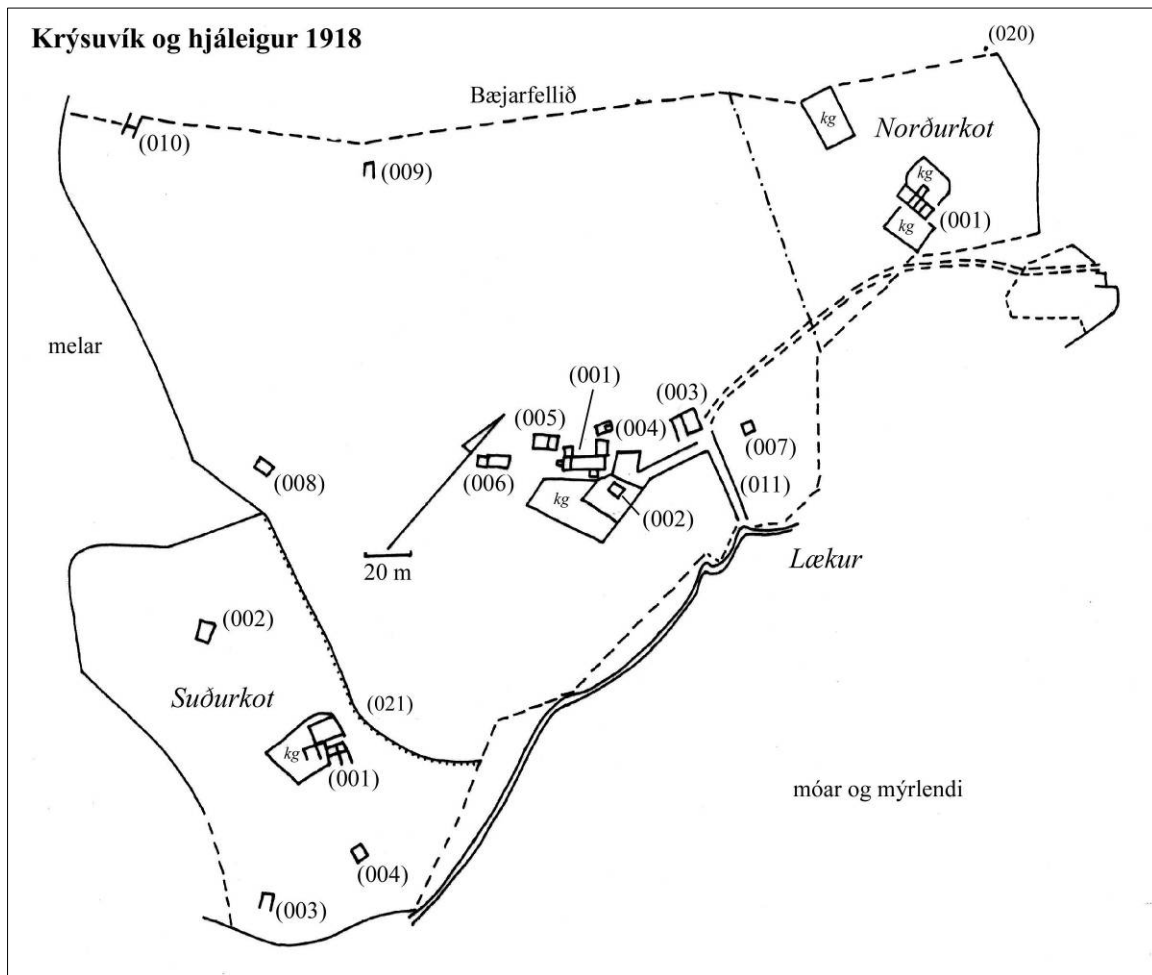 Krýsuvík og hjáleigur 1918
(020)
Bæjarfellið
kg
Norðurkot
(010)
(009)
kg
kg
(001)
melar
(001)
(003)
(005)
(004)
(007)
(006)
(008)
kg
(011)
(002)
20 m
Lækur
(002)
Suðurkot
(021)
kg
(001)
móar og mýrlendi
(004)
(003)